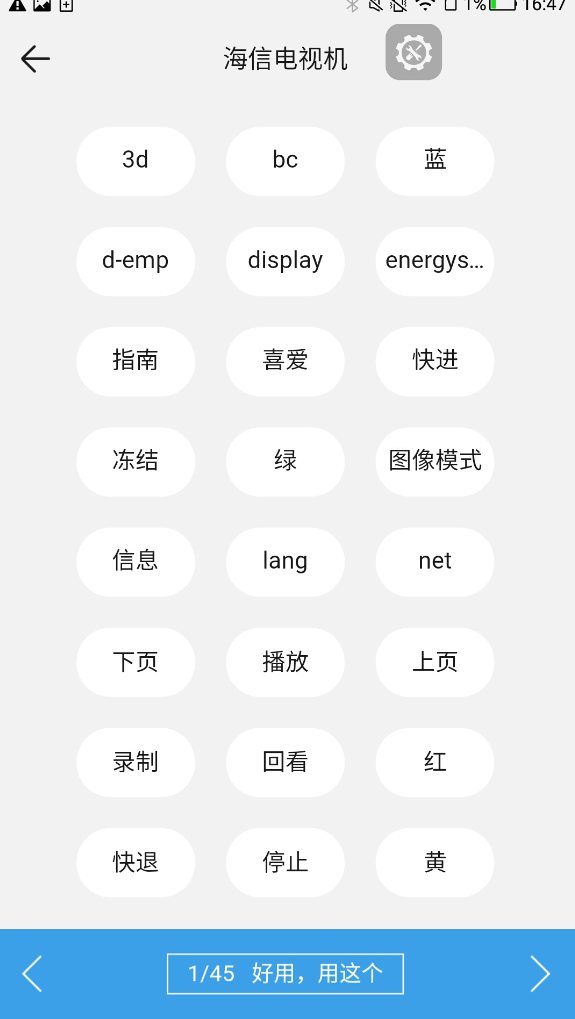 1% 16:47
海信电视机
3d bc 蓝
d-emp display energys...
指南 喜爱 快进
冻结 绿 图像模式
信息 lang net
下页 播放 上页
录制 回看 红
快退 停止 黄
1/45 好用，用这个